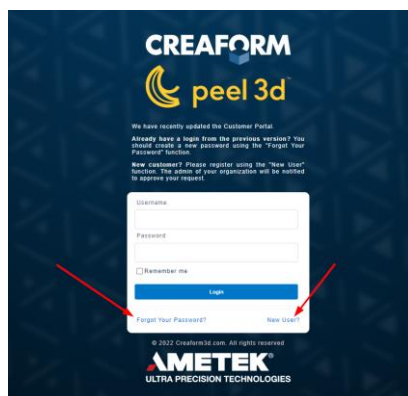 CREAFORM
peel 3d
We have recently updated the Customer Portal.
Already have a login from the previous version? You
should create a new password using the "Forgot Your
Password" function.
New customer? Please register using the "New User"
function. The admin of your organization will be notified
to approve your request.
Username
Password
Remember me
Login
Forgot Your Password? New User?
© 2022 Creaform3d.com. All rights reserved
AMETEK®
ULTRA PRECISION TECHNOLOGIES